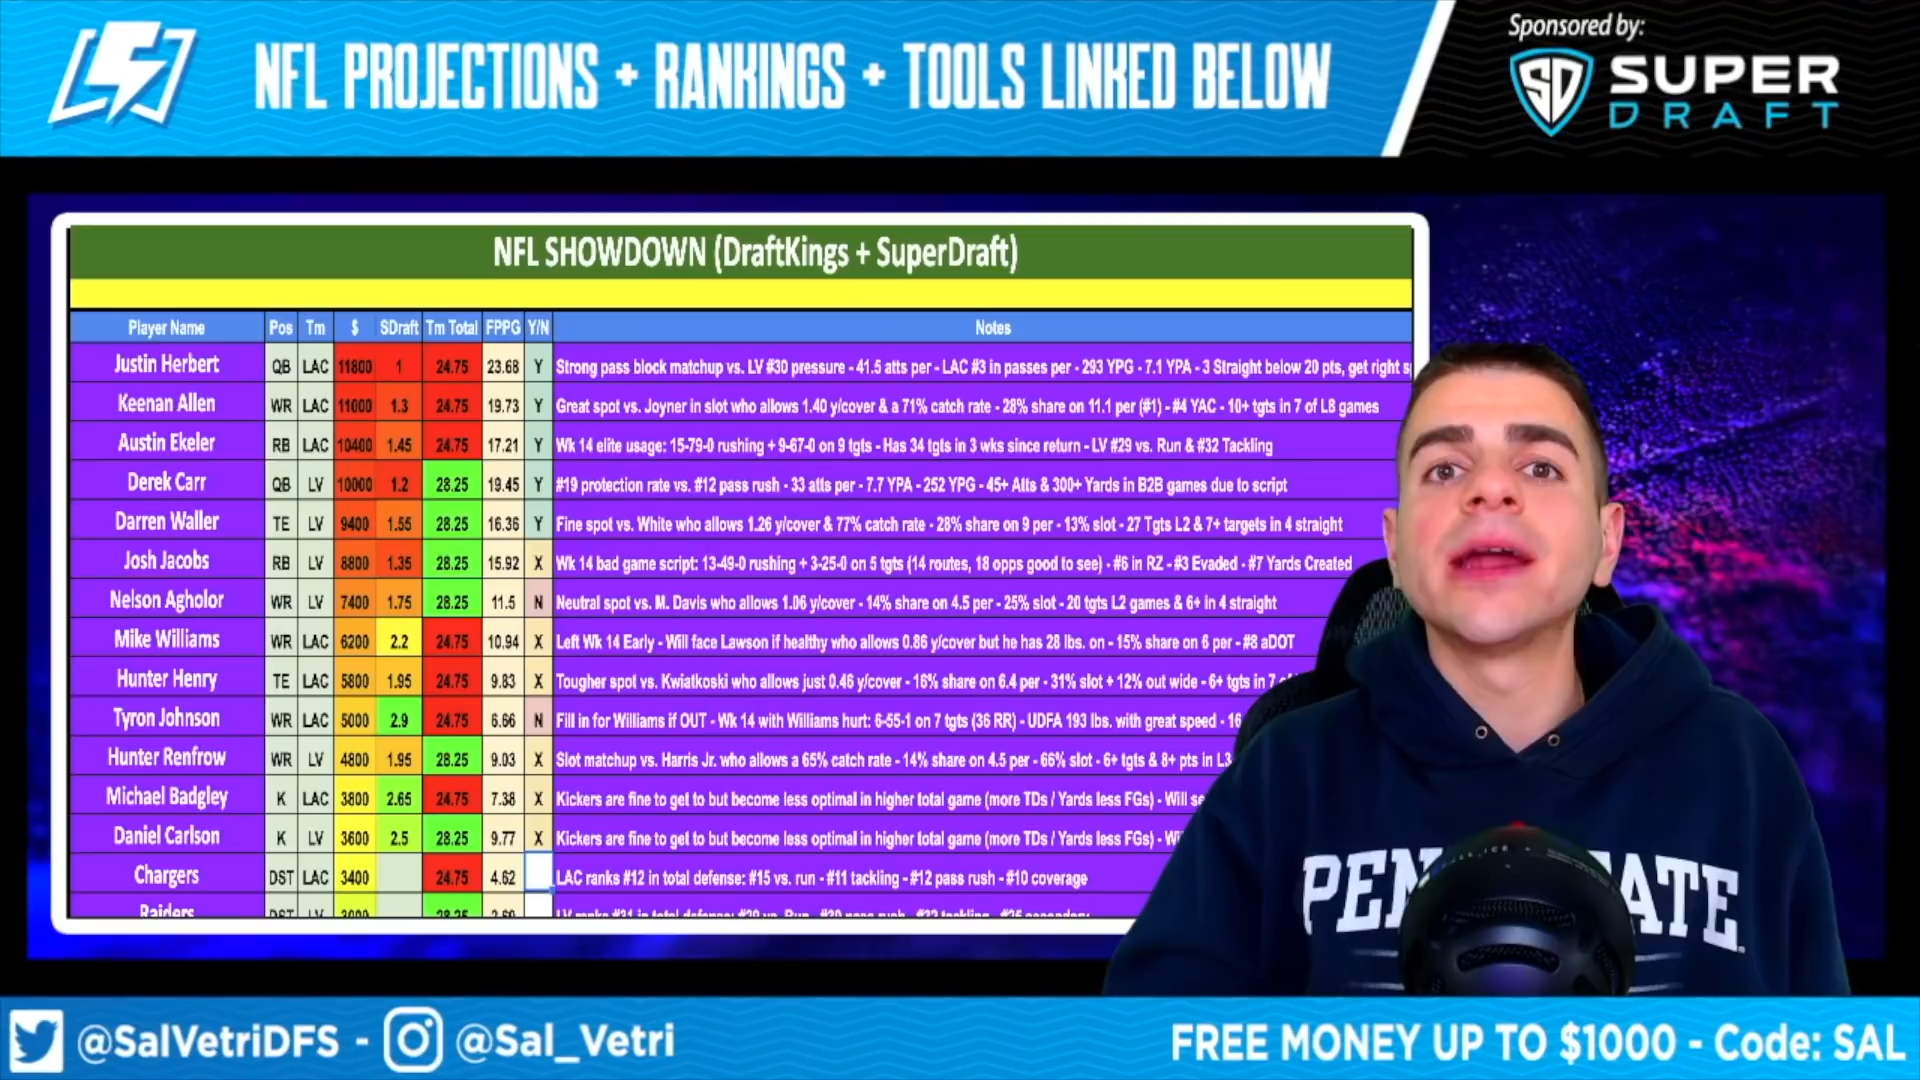 NFL PROJECTIONS + RANKINGS + TOOLS LINKED BELOW
Sponsored by:
SD SUPER
DRAFT
NFL SHOWDOWN (DraftKings + SuperDraft)
Player Name Pos Tm $ SDraft Tm Total FPPG Y/N Notes
Justin Herbert QB LAC 11800 1 24.75 23.68 Y Strong pass block matchup vs. LV #30 pressure - 41.5 atts per - LAC #3 in passes per - 293 YPG - 7.1 YPA - 3 Straight below 20 pts, get right
Keenan Allen WR LAC 11000 1.3 24.75 19.73 Y Great spot vs. Joyner in slot who allows 1.40 y/cover & a 71% catch rate - 28% share on 11.1 per (#1) - #4 YAC - 10+ tgts in 7 of L8 games
Austin Ekeler RB LAC 10400 1.45 24.75 17.21 Y Wk 14 elite usage: 15-79-0 rushing + 9-67-0 on 9 tgts - Has 34 tgts in 3 wks since return - LV #29 vs. Run & #32 Tackling
Derek Carr QB LV 10000 1.2 28.25 19.45 Y #19 protection rate vs. #12 pass rush - 33 atts per - 7.7 YPA - 252 YPG - 45+ Atts & 300+ Yards in B2B games due to script
Darren Waller TE LV 9400 1.55 28.25 16.36 Y Fine spot vs. White who allows 1.26 y/cover & 77% catch rate - 28% share on 9 per - 13% slot - 27 Tgts L2 & 7+ targets in 4 straight
Josh Jacobs RB LV 8800 1.35 28.25 15.92 X Wk 14 bad game script: 13-49-0 rushing + 3-25-0 on 5 tgts (14 routes, 18 opps good to see) - #6 in RZ - #3 Evaded - #7 Yards Created
Nelson Agholor WR LV 7400 1.75 28.25 11.5 N Neutral spot vs. M. Davis who allows 1.06 y/cover - 14% share on 4.5 per - 25% slot - 20 tgts L2 games & 6+ in 4 straight
Mike Williams WR LAC 6200 2.2 24.75 10.94 X Left Wk 14 Early - Will face Lawson if healthy who allows 0.86 y/cover but he has 28 lbs. on - 15% share on 6 per - #8 aDOT
Hunter Henry TE LAC 5800 1.95 24.75 9.83 X Tougher spot vs. Kwiatkoski who allows just 0.46 y/cover - 16% share on 6.4 per - 31% slot + 12% out wide - 6+ tgts in 7
Tyron Johnson WR LAC 5000 2.9 24.75 6.66 N Fill in for Williams if OUT - Wk 14 with Williams hurt: 6-55-1 on 7 tgts (36 RR) - UDFA 193 lbs. with great speed - 16
Hunter Renfrow WR LV 4800 1.95 28.25 9.03 X Slot matchup vs. Harris Jr. who allows a 65% catch rate - 14% share on 4.5 per - 66% slot - 6+ tgts & 8+ pts in L3
Michael Badgley K LAC 3800 2.65 24.75 7.38 X Kickers are fine to get to but become less optimal in higher total game (more TDs / Yards less FGs) - Will
Daniel Carlson K LV 3600 2.5 28.25 9.77 X Kickers are fine to get to but become less optimal in higher total game (more TDs / Yards less FGs) -
Chargers DST LAC 3400 24.75 4.62 LAC ranks #12 in total defense: #15 vs. run - #11 tackling - #12 pass rush - #10 coverage
Raiders DST LV 28.25
PENN STATE
@SalVetriDFS - @Sal_Vetri
FREE MONEY UP TO $1000 - Code: SAL